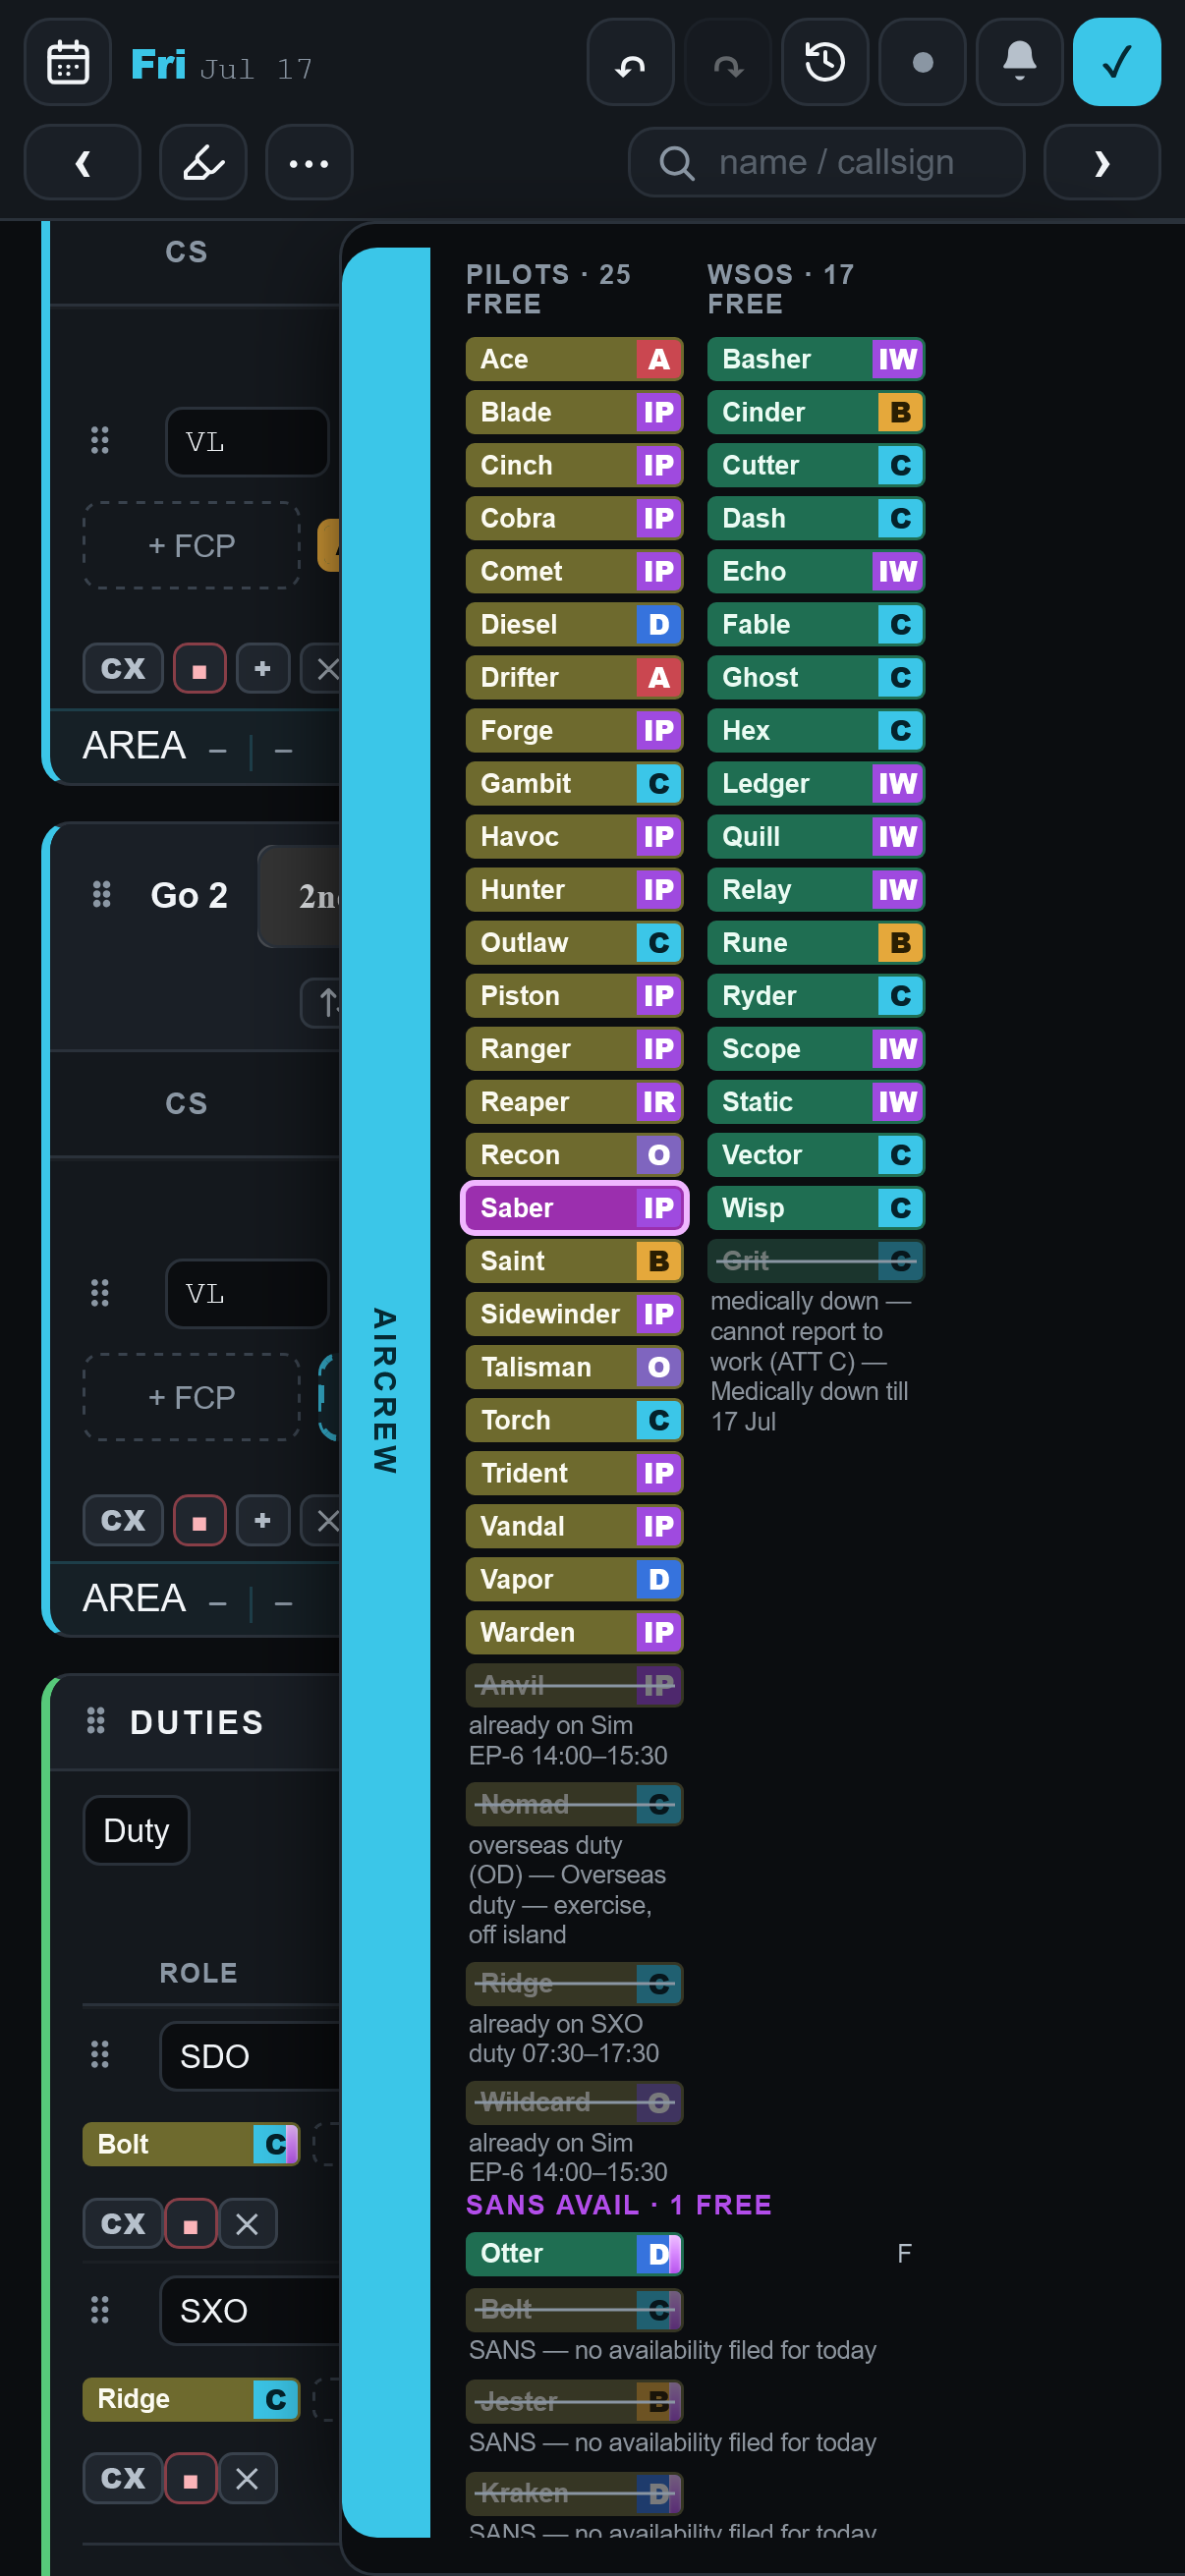 Fri Jul 17
name / callsign
CS
VL
+ FCP
CX
AREA – | –
Go 2
CS
VL
+ FCP
CX
AREA – | –
DUTIES
Duty
ROLE
SDO
Bolt C
CX
SXO
Ridge C
CX
AIRCREW
PILOTS · 25
FREE
Ace A
Blade IP
Cinch IP
Cobra IP
Comet IP
Diesel D
Drifter A
Forge IP
Gambit C
Havoc IP
Hunter IP
Outlaw C
Piston IP
Ranger IP
Reaper IR
Recon O
Saber IP
Saint B
Sidewinder IP
Talisman O
Torch C
Trident IP
Vandal IP
Vapor D
Warden IP
Anvil IP
already on Sim
EP-6 14:00–15:30
Nomad C
overseas duty
(OD) — Overseas
duty — exercise,
off island
Ridge C
already on SXO
duty 07:30–17:30
Wildcard O
already on Sim
EP-6 14:00–15:30
WSOS · 17
FREE
Basher IW
Cinder B
Cutter C
Dash C
Echo IW
Fable C
Ghost C
Hex C
Ledger IW
Quill IW
Relay IW
Rune B
Ryder C
Scope IW
Static IW
Vector C
Wisp C
Grit C
medically down —
cannot report to
work (ATT C) —
Medically down till
17 Jul
SANS AVAIL · 1 FREE
Otter D F
Bolt C
SANS — no availability filed for today
Jester B
SANS — no availability filed for today
Kraken D
SANS — no availability filed for today